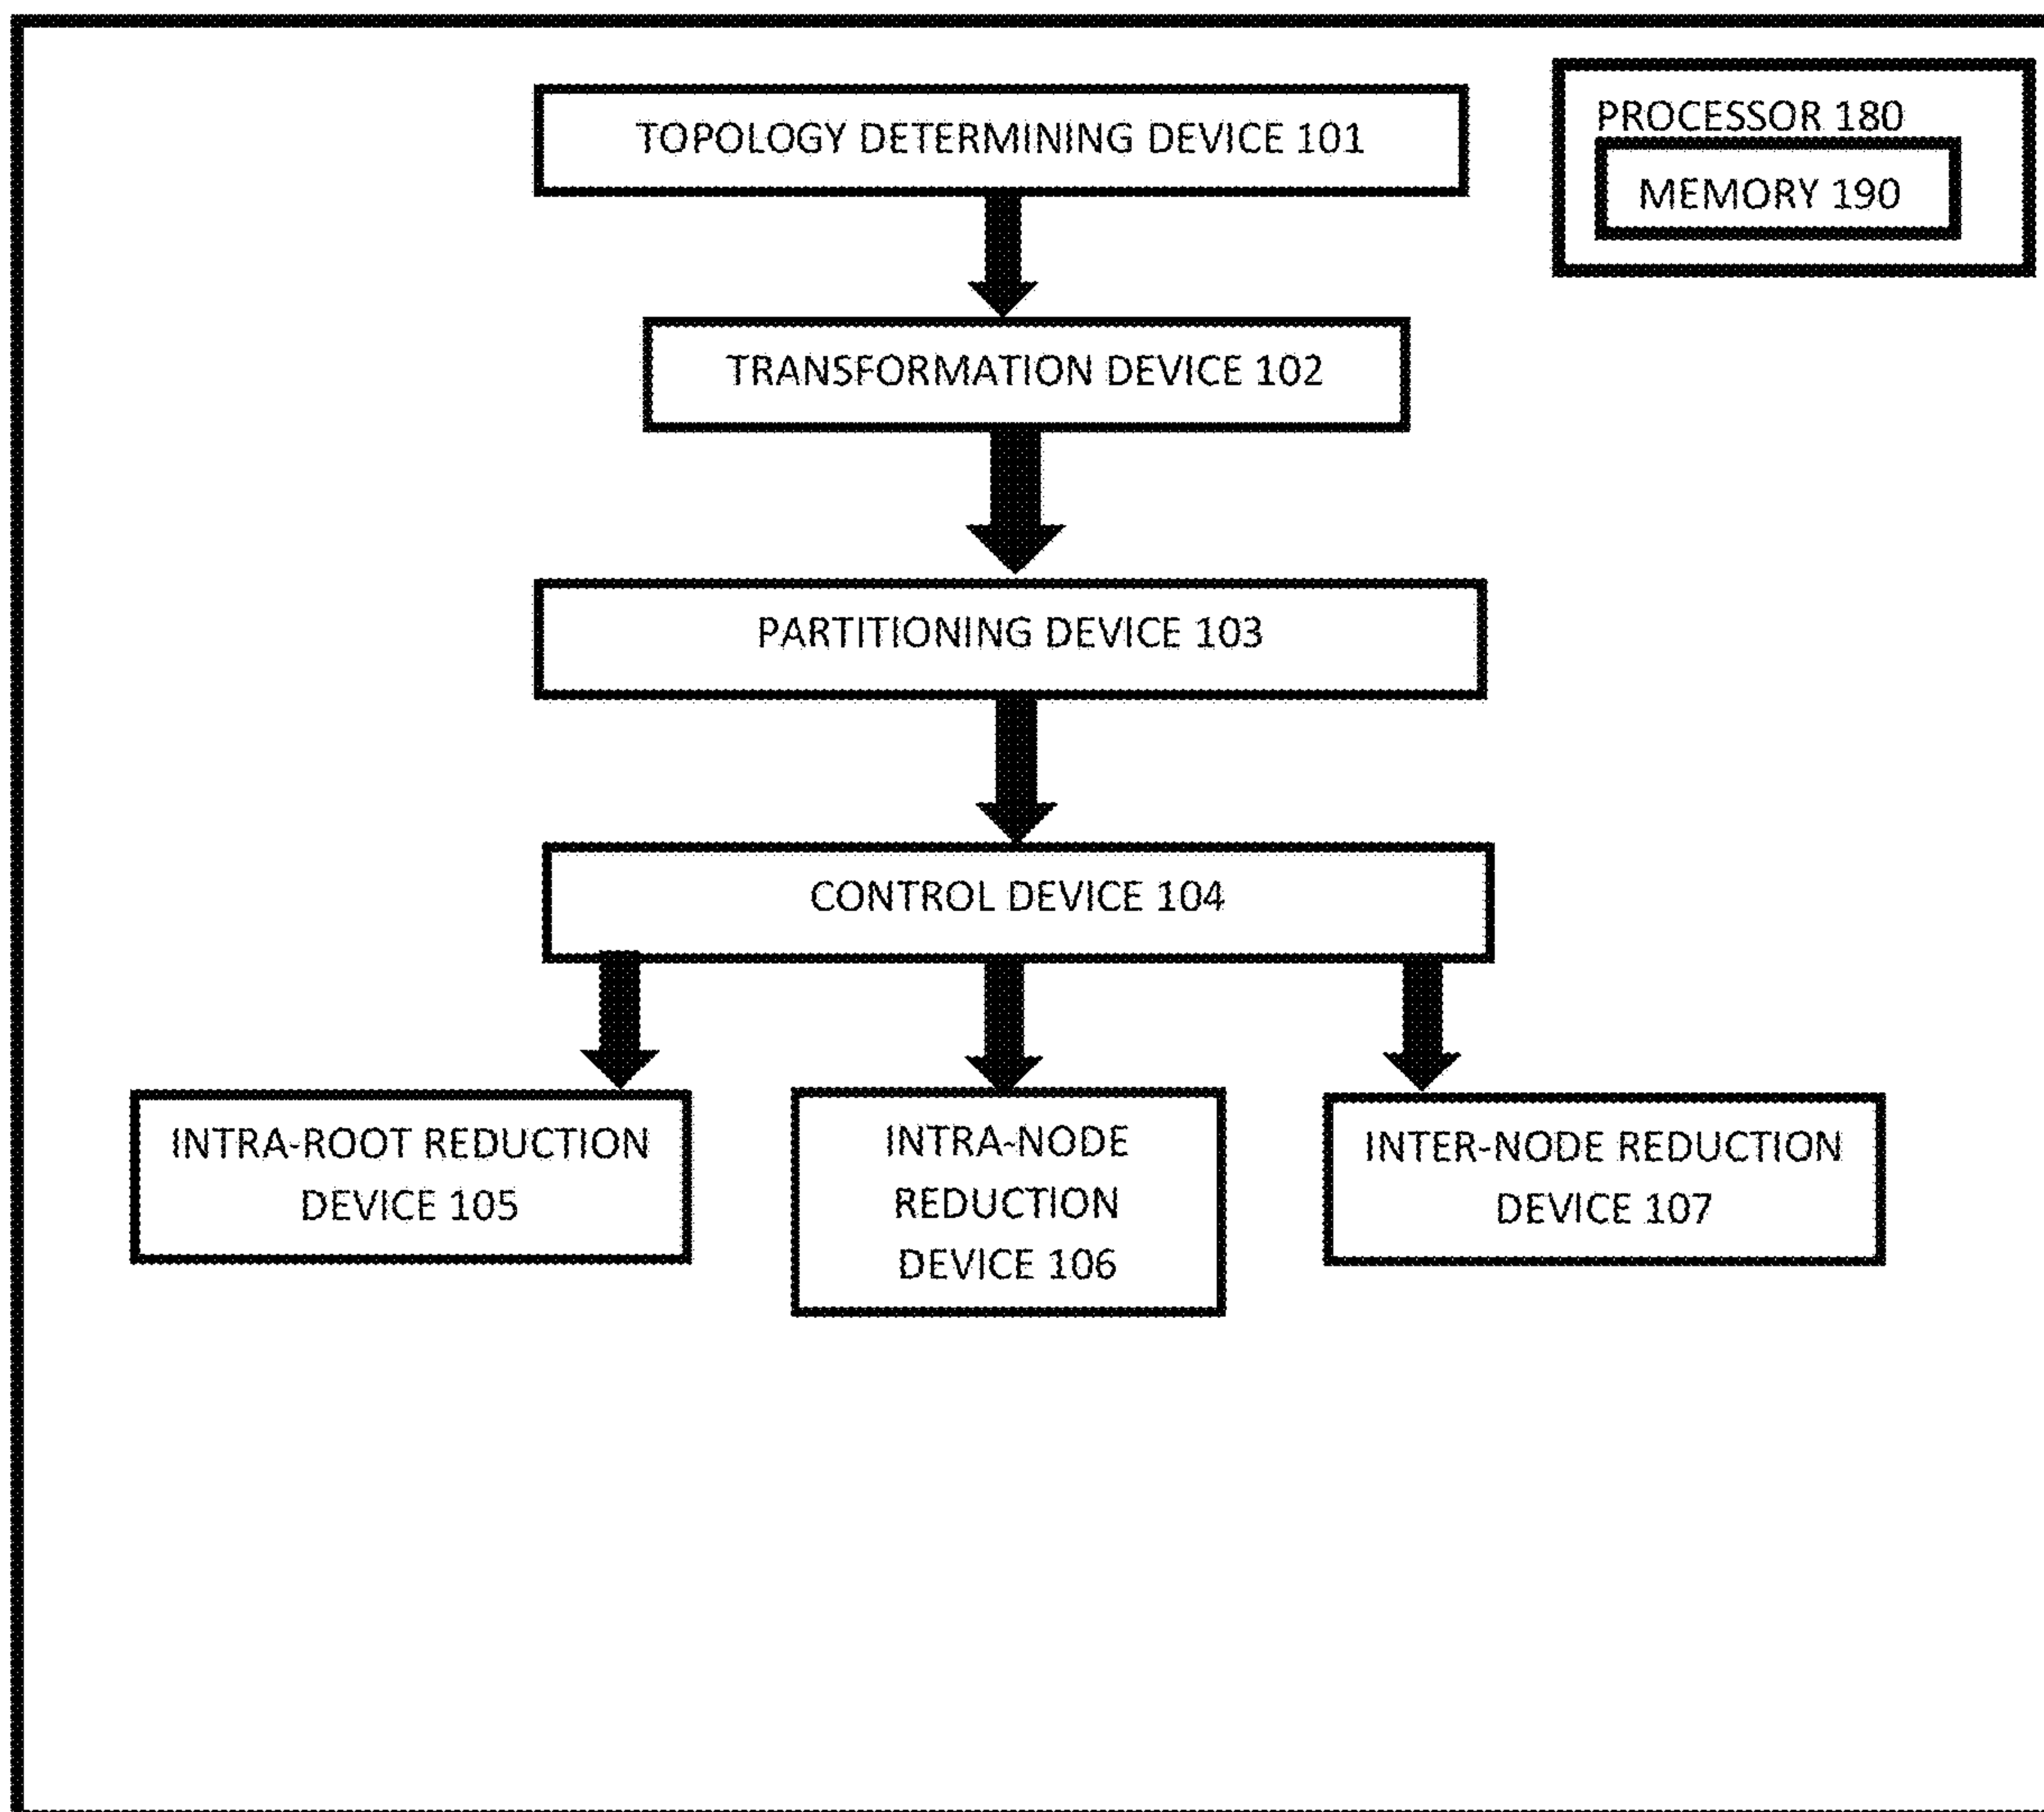 TOPOLOGY DETERMINING DEVICE 101
PROCESSOR 180
MEMORY 190
TRANSFORMATION DEVICE 102
PARTITIONING DEVICE 103
CONTROL DEVICE 104
INTRA-ROOT REDUCTION
DEVICE 105
INTRA-NODE
REDUCTION
DEVICE 106
INTER-NODE REDUCTION
DEVICE 107